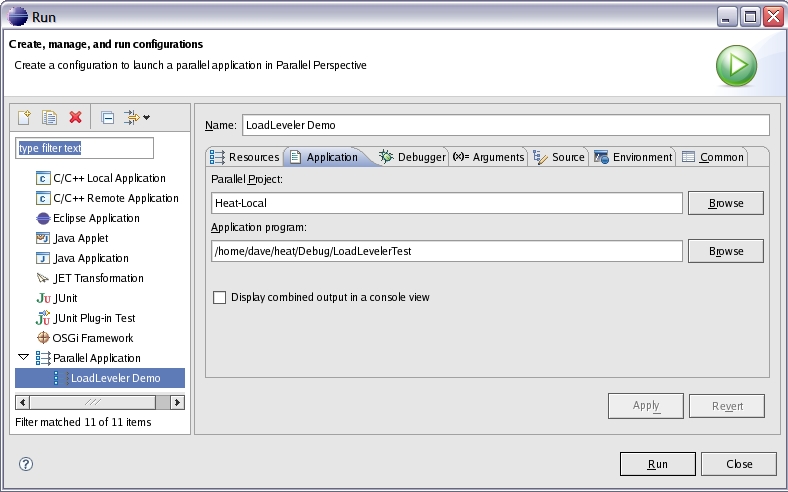 Run
Create, manage, and run configurations
Create a configuration to launch a parallel application in Parallel Perspective
type filter text
C/C++ Local Application
C/C++ Remote Application
Eclipse Application
Java Applet
Java Application
JET Transformation
JUnit
JUnit Plug-in Test
OSGi Framework
Parallel Application
LoadLeveler Demo
Filter matched 11 of 11 items
Name: LoadLeveler Demo
Resources Application Debugger (x)= Arguments Source Environment Common
Parallel Project:
Heat-Local Browse
Application program:
/home/dave/heat/Debug/LoadLevelerTest Browse
Display combined output in a console view
Apply Revert
Run Close